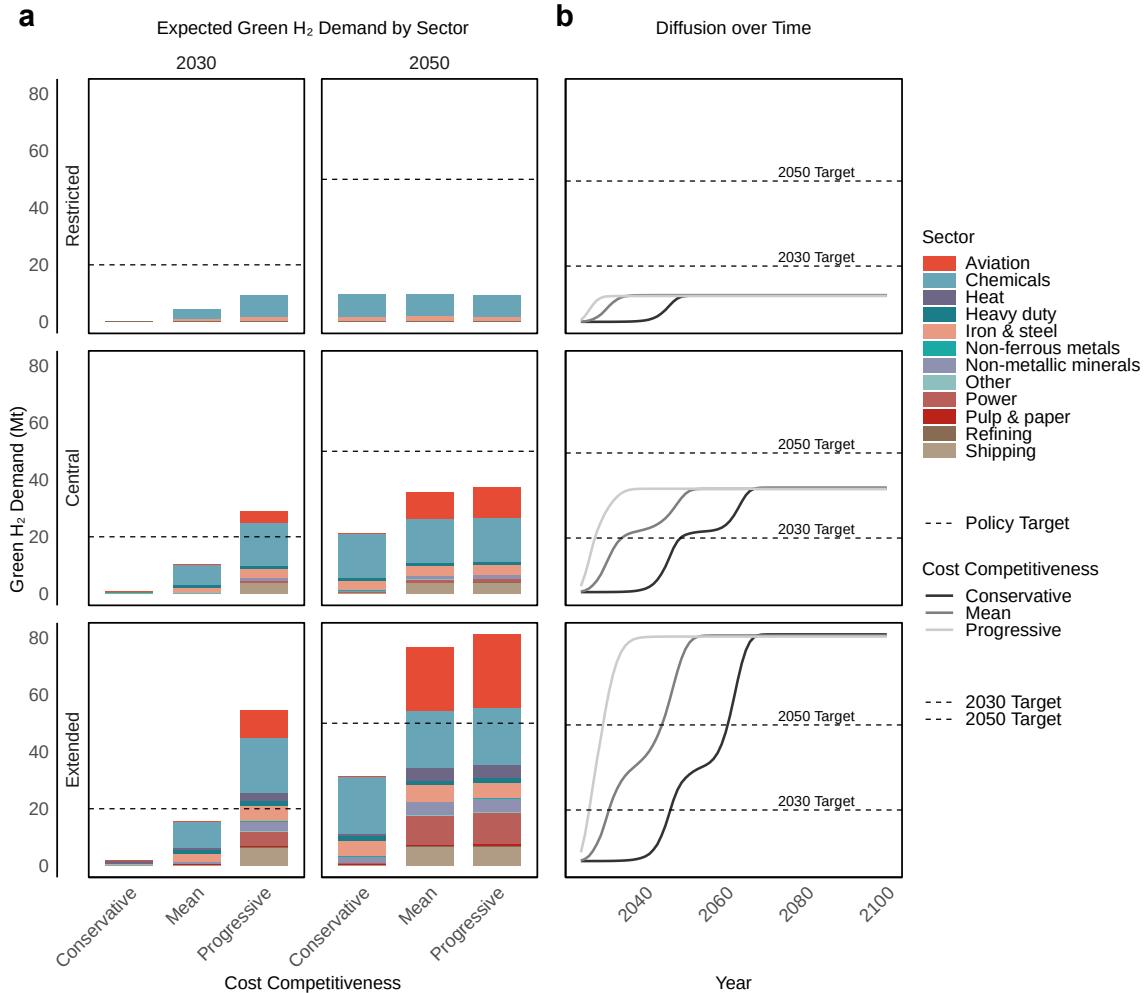 a
Expected Green H₂ Demand by Sector
2030
2050
b
Diffusion over Time
Green H₂ Demand (Mt)
Restricted
80
60
40
20
0
2050 Target
2030 Target
Central
80
60
40
20
0
2050 Target
2030 Target
Extended
80
60
40
20
0
2050 Target
2030 Target
Conservative
Mean
Progressive
Conservative
Mean
Progressive
Cost Competitiveness
2040
2060
2080
2100
Year
Sector
Aviation
Chemicals
Heat
Heavy duty
Iron & steel
Non-ferrous metals
Non-metallic minerals
Other
Power
Pulp & paper
Refining
Shipping
Policy Target
Cost Competitiveness
Conservative
Mean
Progressive
2030 Target
2050 Target